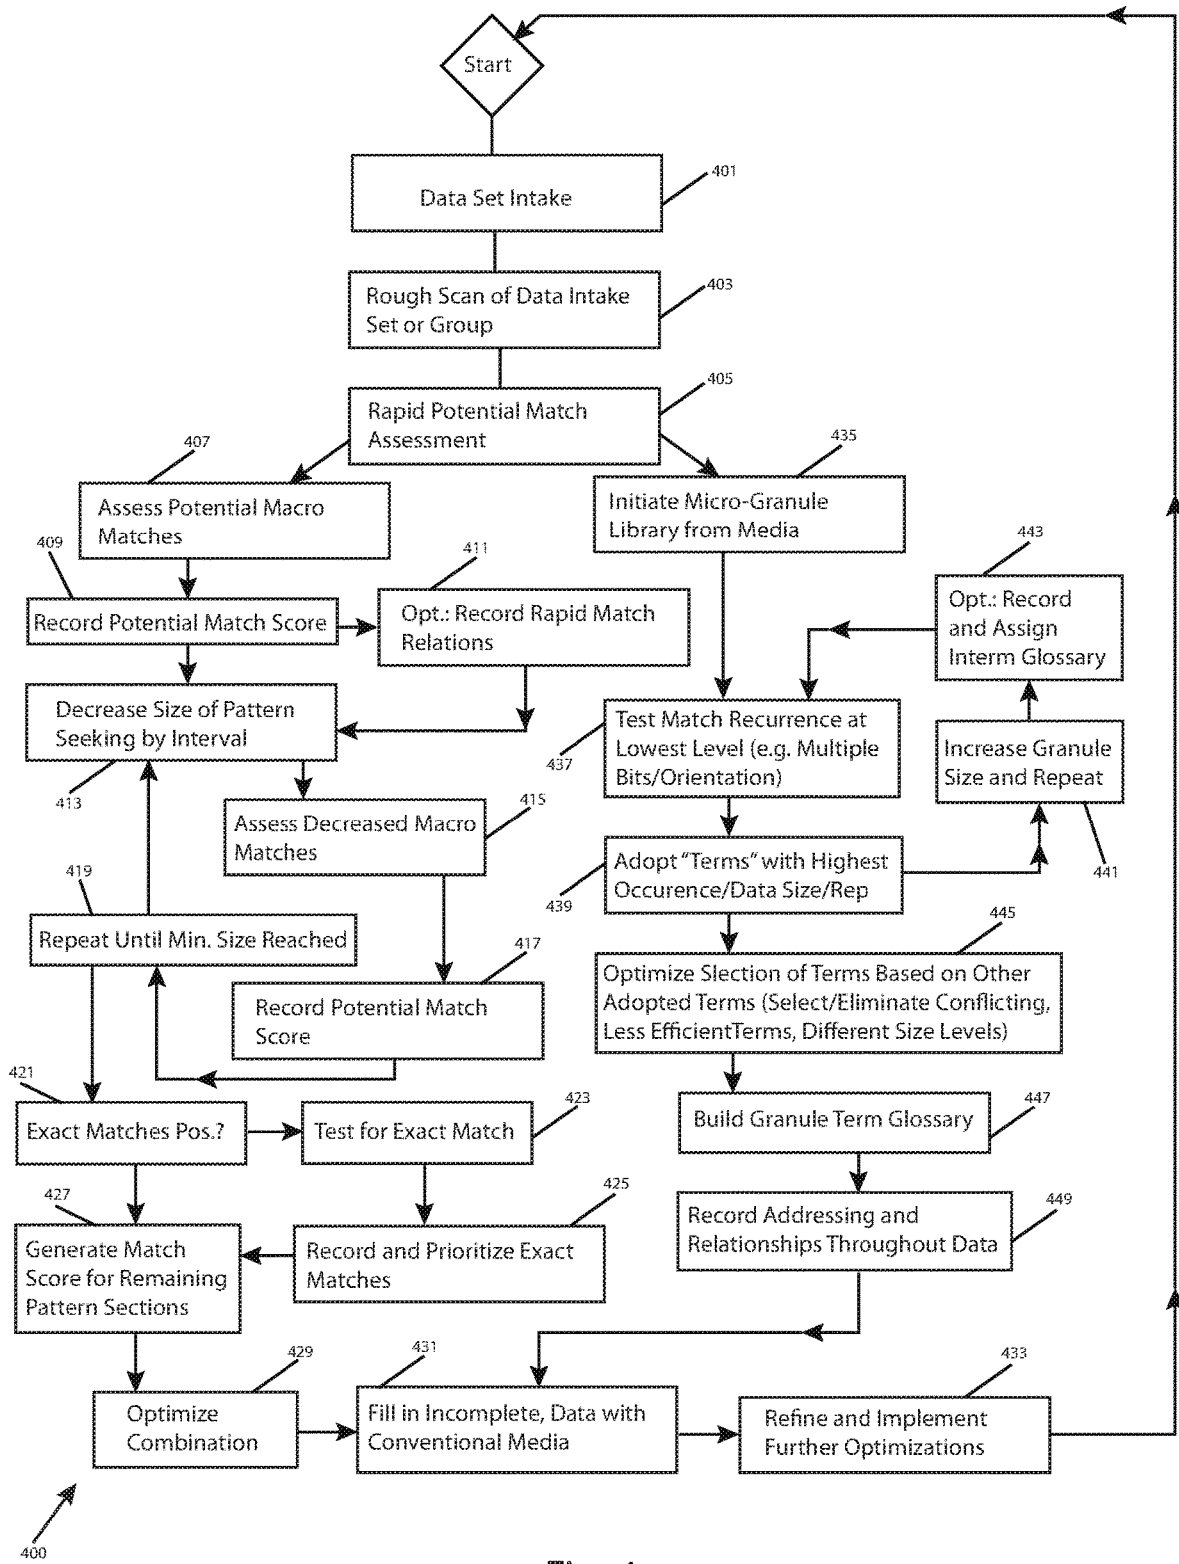 Start
401
Data Set Intake
403
Rough Scan of Data Intake
Set or Group
405
Rapid Potential Match
Assessment
407
435
Assess Potential Macro
Matches
Initiate Micro-Granule
Library from Media
409
411
443
Record Potential Match Score
Opt.: Record Rapid Match
Relations
Opt.: Record
and Assign
Interm Glossary
Decrease Size of Pattern
Seeking by Interval
413
Test Match Recurrence at
Lowest Level (e.g. Multiple
Bits/Orientation)
437
Increase Granule
Size and Repeat
441
415
Assess Decreased Macro
Matches
Adopt “Terms” with Highest
Occurence/Data Size/Rep
439
419
Repeat Until Min. Size Reached
417
Record Potential Match
Score
445
Optimize Slection of Terms Based on Other
Adopted Terms (Select/Eliminate Conflicting,
Less EfficientTerms, Different Size Levels)
421
Exact Matches Pos.?
423
Test for Exact Match
447
Build Granule Term Glossary
427
Generate Match
Score for Remaining
Pattern Sections
425
Record and Prioritize Exact
Matches
449
Record Addressing and
Relationships Throughout Data
429
Optimize
Combination
431
Fill in Incomplete, Data with
Conventional Media
433
Refine and Implement
Further Optimizations
400